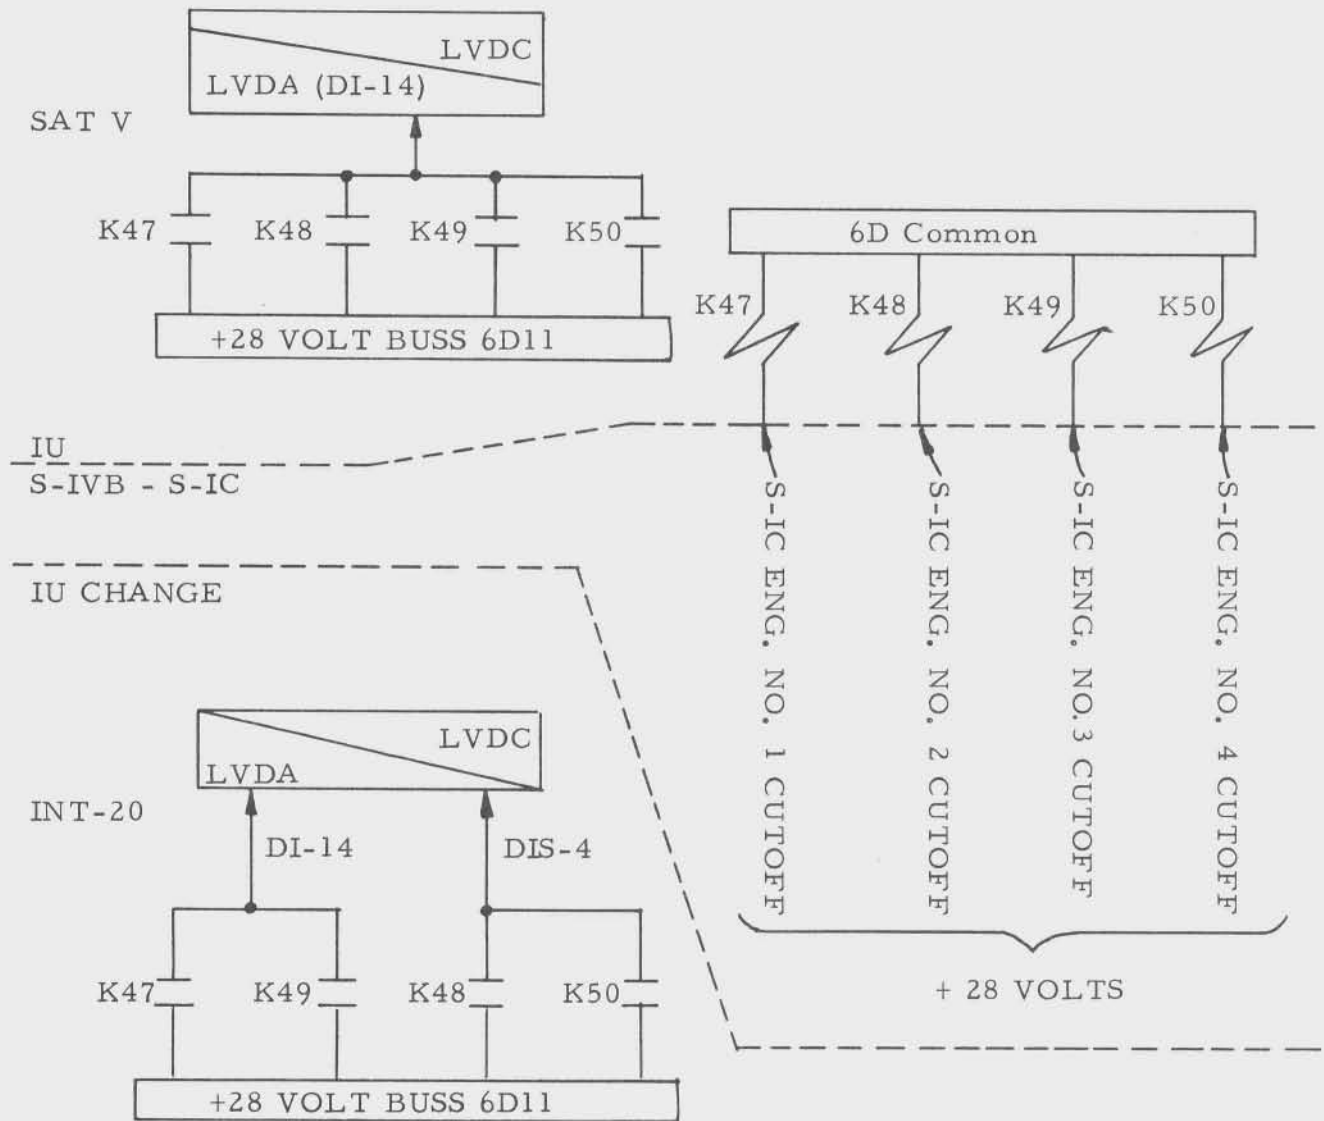 LVDC
LVDA (DI-14)
SAT V
K47 K48 K49 K50
+28 VOLT BUSS 6D11
6D Common
K47 K48 K49 K50
IU
S-IVB - S-IC
S-IC ENG. NO. 1 CUTOFF
S-IC ENG. NO. 2 CUTOFF
S-IC ENG. NO.3 CUTOFF
S-IC ENG. NO. 4 CUTOFF
+ 28 VOLTS
IU CHANGE
LVDC
LVDA
INT-20
DI-14 DIS-4
K47 K49 K48 K50
+28 VOLT BUSS 6D11